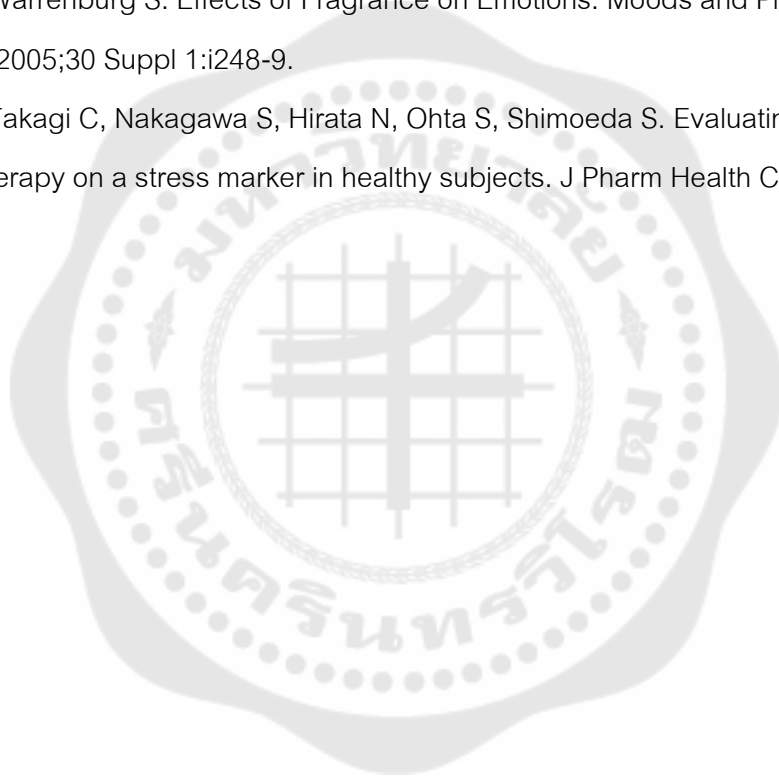 Warrenburg S. Effects of Fragrance on Emotions: Moods and
2005;30 Suppl 1:i248-9.
Takagi C, Nakagawa S, Hirata N, Ohta S, Shimoeda S.
on a stress marker in healthy subjects. J Pharm Health
มหาวิทยาลัย
ศรีนครินทรวิโรฒ